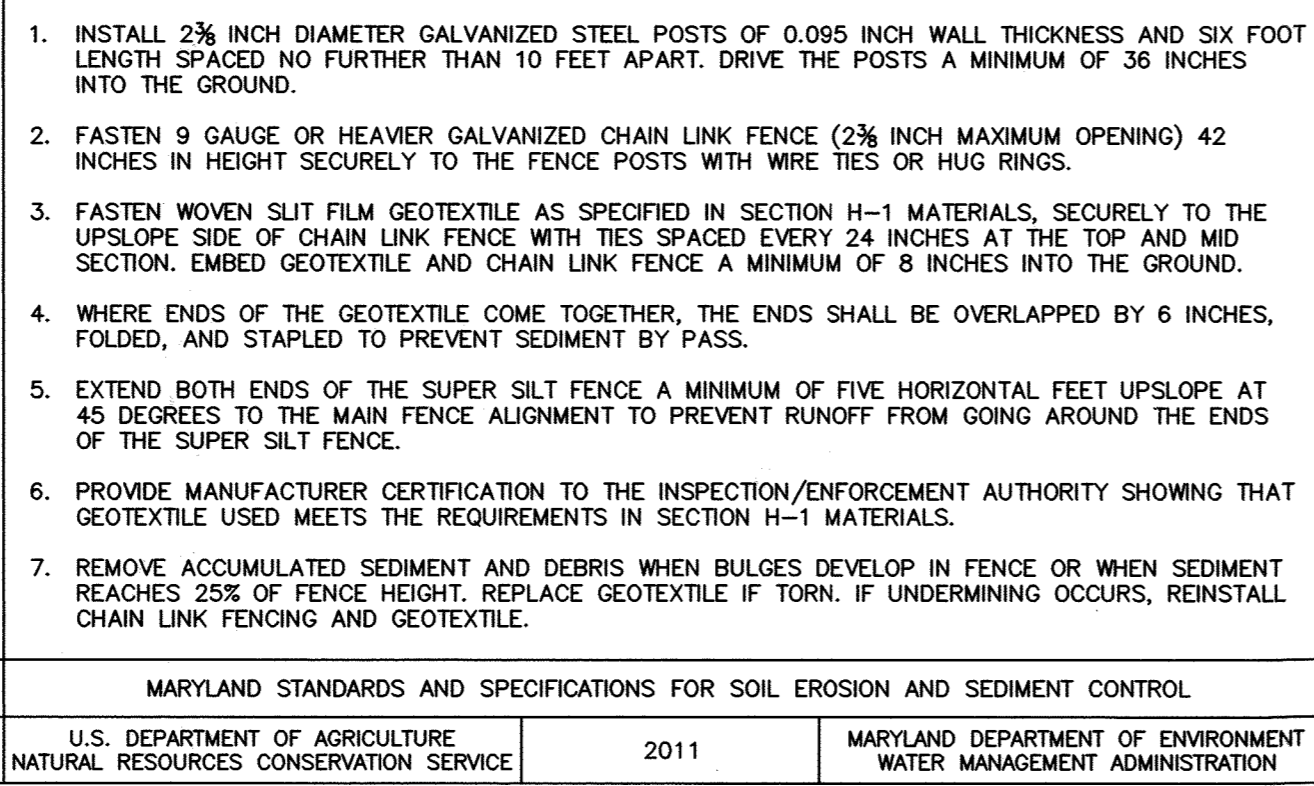 1. INSTALL 2⅜ INCH DIAMETER GALVANIZED STEEL POSTS OF 0.095 INCH WALL THICKNESS AND SIX FOOT
LENGTH SPACED NO FURTHER THAN 10 FEET APART. DRIVE THE POSTS A MINIMUM OF 36 INCHES
INTO THE GROUND.
2. FASTEN 9 GAUGE OR HEAVIER GALVANIZED CHAIN LINK FENCE (2⅜ INCH MAXIMUM OPENING) 42
INCHES IN HEIGHT SECURELY TO THE FENCE POSTS WITH WIRE TIES OR HUG RINGS.
3. FASTEN WOVEN SLIT FILM GEOTEXTILE AS SPECIFIED IN SECTION H-1 MATERIALS, SECURELY TO THE
UPSLOPE SIDE OF CHAIN LINK FENCE WITH TIES SPACED EVERY 24 INCHES AT THE TOP AND MID
SECTION. EMBED GEOTEXTILE AND CHAIN LINK FENCE A MINIMUM OF 8 INCHES INTO THE GROUND.
4. WHERE ENDS OF THE GEOTEXTILE COME TOGETHER, THE ENDS SHALL BE OVERLAPPED BY 6 INCHES,
FOLDED, AND STAPLED TO PREVENT SEDIMENT BY PASS.
5. EXTEND BOTH ENDS OF THE SUPER SILT FENCE A MINIMUM OF FIVE HORIZONTAL FEET UPSLOPE AT
45 DEGREES TO THE MAIN FENCE ALIGNMENT TO PREVENT RUNOFF FROM GOING AROUND THE ENDS
OF THE SUPER SILT FENCE.
6. PROVIDE MANUFACTURER CERTIFICATION TO THE INSPECTION/ENFORCEMENT AUTHORITY SHOWING THAT
GEOTEXTILE USED MEETS THE REQUIREMENTS IN SECTION H-1 MATERIALS.
7. REMOVE ACCUMULATED SEDIMENT AND DEBRIS WHEN BULGES DEVELOP IN FENCE OR WHEN SEDIMENT
REACHES 25% OF FENCE HEIGHT. REPLACE GEOTEXTILE IF TORN. IF UNDERMINING OCCURS, REINSTALL
CHAIN LINK FENCING AND GEOTEXTILE.
MARYLAND STANDARDS AND SPECIFICATIONS FOR SOIL EROSION AND SEDIMENT CONTROL
U.S. DEPARTMENT OF AGRICULTURE
NATURAL RESOURCES CONSERVATION SERVICE
2011
MARYLAND DEPARTMENT OF ENVIRONMENT
WATER MANAGEMENT ADMINISTRATION